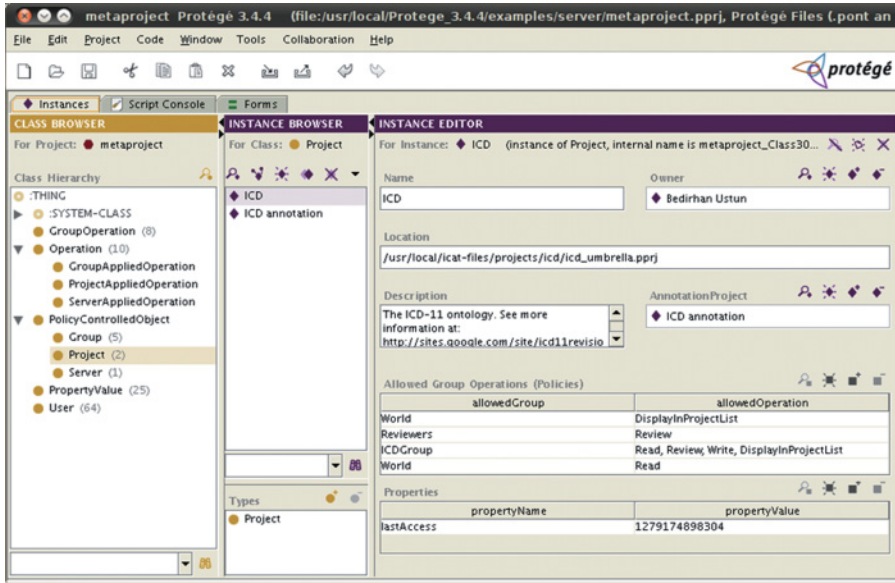 metaproject Protégé 3.4.4 (file:/usr/local/Protege_3.4.4/examples/server/metaproject.pprj, Protégé Files (.pont an
File Edit Project Code Window Tools Collaboration Help
protégé
Instances Script Console Forms
CLASS BROWSER
For Project: metaproject
Class Hierarchy
:THING
:SYSTEM-CLASS
GroupOperation (8)
Operation (10)
GroupAppliedOperation
ProjectAppliedOperation
ServerAppliedOperation
PolicyControlledObject
Group (5)
Project (2)
Server (1)
PropertyValue (25)
User (64)
INSTANCE BROWSER
For Class: Project
ICD
ICD annotation
Types
Project
INSTANCE EDITOR
For Instance: ICD (instance of Project, internal name is metaproject_Class30...
Name
ICD
Owner
Bedirhan Ustun
Location
/usr/local/icat-files/projects/icd/icd_umbrella.pprj
Description
The ICD-11 ontology. See more
information at:
http://sites.google.com/site/icd11revisio
AnnotationProject
ICD annotation
Allowed Group Operations (Policies)
allowedGroup allowedOperation
World DisplayInProjectList
Reviewers Review
ICDGroup Read, Review, Write, DisplayInProjectList
World Read
Properties
propertyName propertyValue
lastAccess 1279174898304